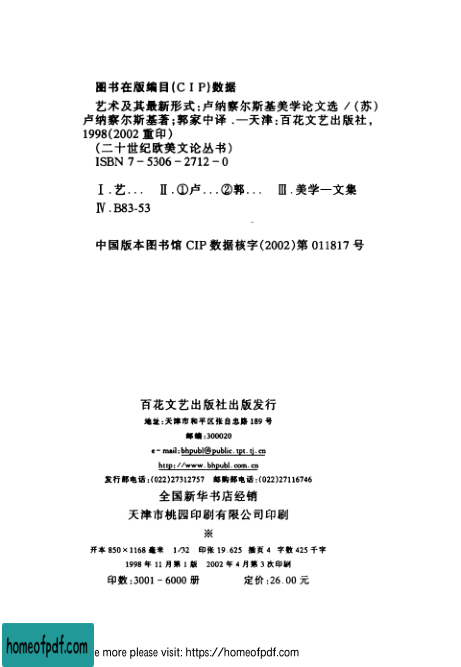 图书在版编目(CIP)数据
艺术及其最新形式:卢纳察尔斯基美学论文选 / (苏)
卢纳察尔斯基著;郭家申译.—天津:百花文艺出版社,
1998(2002 重印)
(二十世纪欧美文论丛书)
ISBN 7-5306-2712-0
Ⅰ.艺... Ⅱ.①卢...②郭... Ⅲ.美学—文集
Ⅳ.B83-53
中国版本图书馆 CIP 数据核字(2002)第 011817 号
百花文艺出版社出版发行
地址:天津市和平区张自忠路 189 号
邮编:300020
e-mail:bhpubl@public.tpt.tj.cn
http://www.bhpubl.com.cn
发行部电话:(022)27312757 邮购部电话:(022)27116746
全国新华书店经销
天津市桃园印刷有限公司印刷
※
开本 850×1168 毫米 1/32 印张 19.625 插页 4 字数 425 千字
1998 年 11 月第 1 版 2002 年 4 月第 3 次印刷
印数:3001-6000 册 定价:26.00 元
homeofpdf.com
e more please visit: https://homeofpdf.com